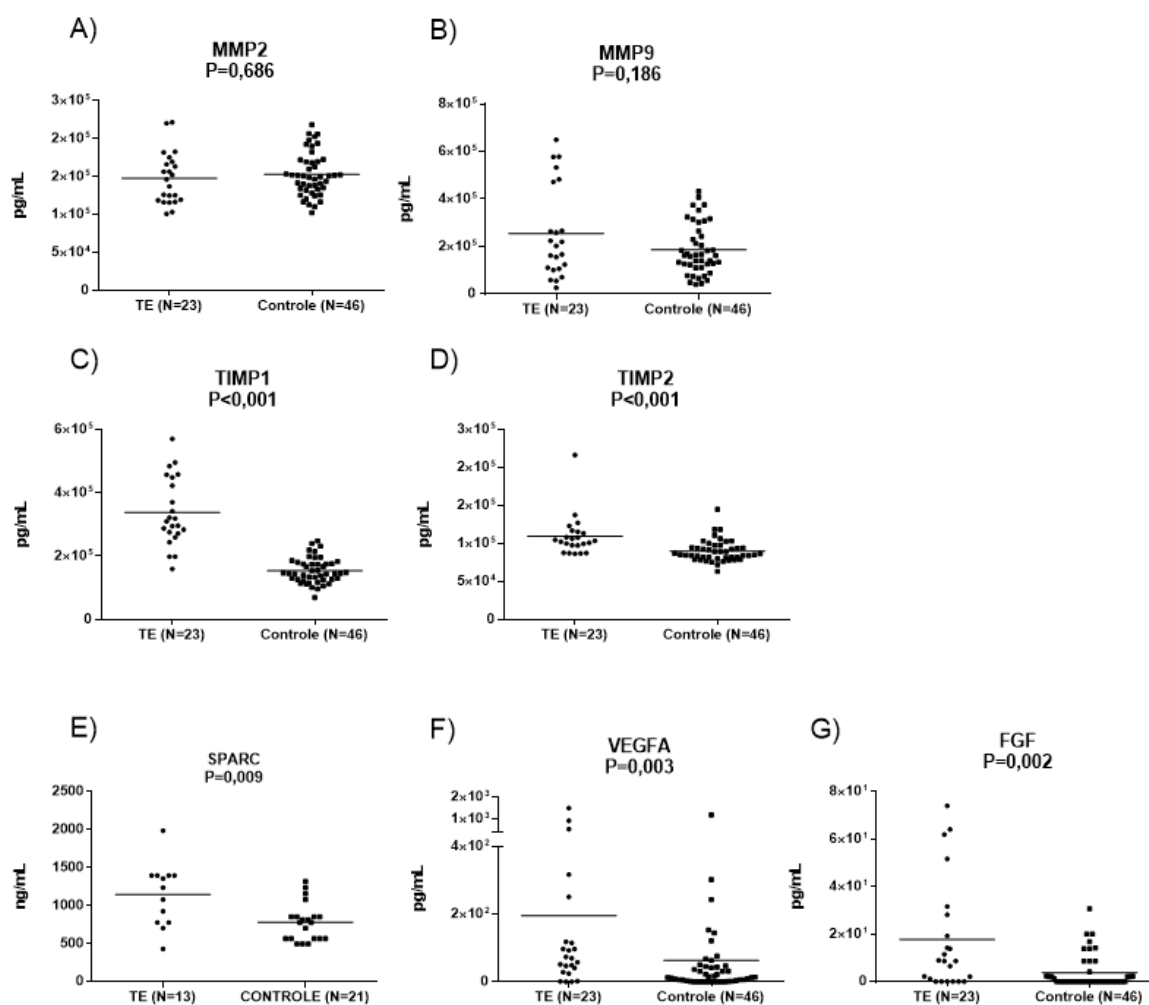 A)
MMP2
P=0,686
3×10⁵
2×10⁵
2×10⁵
1×10⁵
5×10⁴
0
pg/mL
TE (N=23)
Controle (N=46)
B)
MMP9
P=0,186
8×10⁵
6×10⁵
4×10⁵
2×10⁵
0
pg/mL
TE (N=23)
Controle (N=46)
C)
TIMP1
P<0,001
6×10⁵
4×10⁵
2×10⁵
0
pg/mL
TE (N=23)
Controle (N=46)
D)
TIMP2
P<0,001
3×10⁵
2×10⁵
2×10⁵
1×10⁵
5×10⁴
0
pg/mL
TE (N=23)
Controle (N=46)
E)
SPARC
P=0,009
2500
2000
1500
1000
500
0
ng/mL
TE (N=13)
CONTROLE (N=21)
F)
VEGFA
P=0,003
2×10³
1×10³
4×10²
2×10²
0
pg/mL
TE (N=23)
Controle (N=46)
G)
FGF
P=0,002
8×10¹
6×10¹
4×10¹
2×10¹
0
pg/mL
TE (N=23)
Controle (N=46)